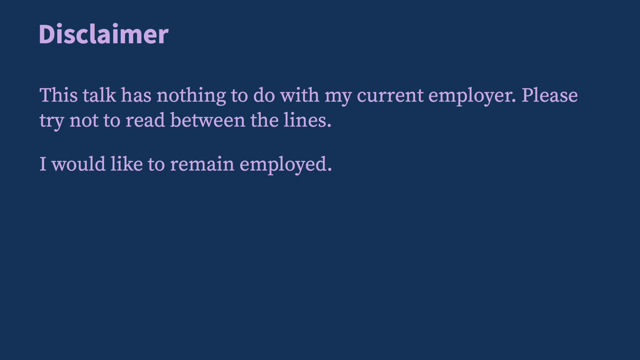 Disclaimer
This talk has nothing to do with my current employer. Please
try not to read between the lines.
I would like to remain employed.